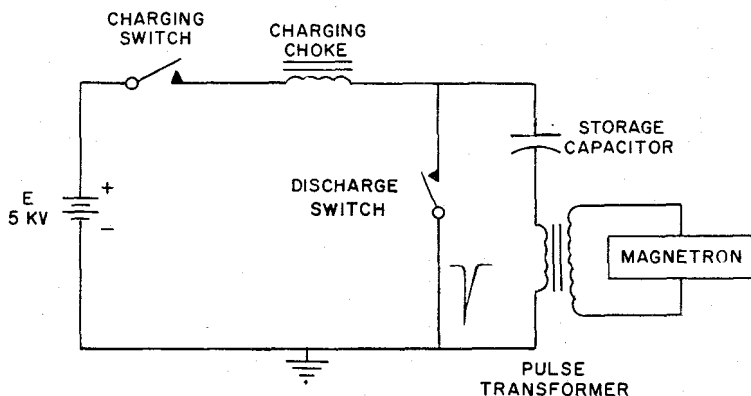 CHARGING
SWITCH
CHARGING
CHOKE
STORAGE
CAPACITOR
DISCHARGE
SWITCH
E
5 KV
+
–
MAGNETRON
PULSE
TRANSFORMER